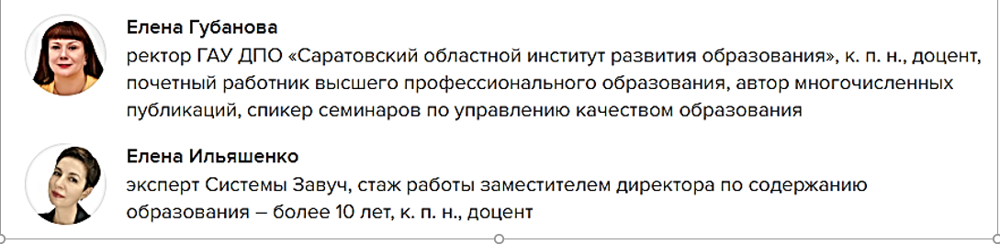 Елена Губанова
ректор ГАУ ДПО «Саратовский областной институт развития образования», к. п. н., доцент,
почетный работник высшего профессионального образования, автор многочисленных
публикаций, спикер семинаров по управлению качеством образования
Елена Ильяшенко
эксперт Системы Завуч, стаж работы заместителем директора по содержанию
образования – более 10 лет, к. п. н., доцент